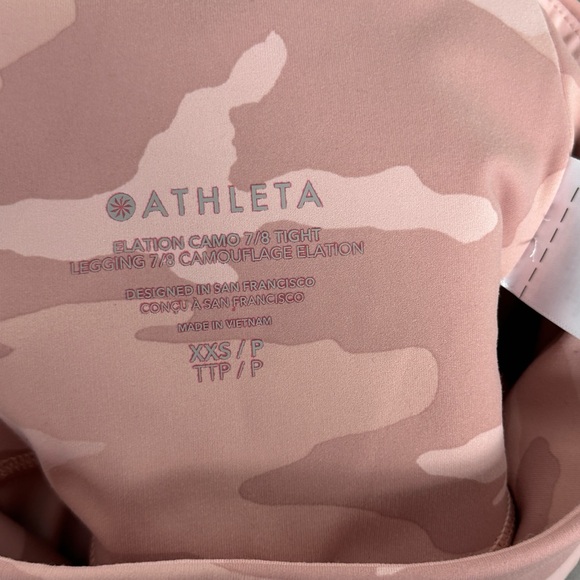 ATHLETA
ELATION CAMO 7/8 TIGHT
LEGGING 7/8 CAMOUFLAGE ELATION
DESIGNED IN SAN FRANCISCO
CONÇU À SAN FRANCISCO
MADE IN VIETNAM
XXS / P
TTP / P